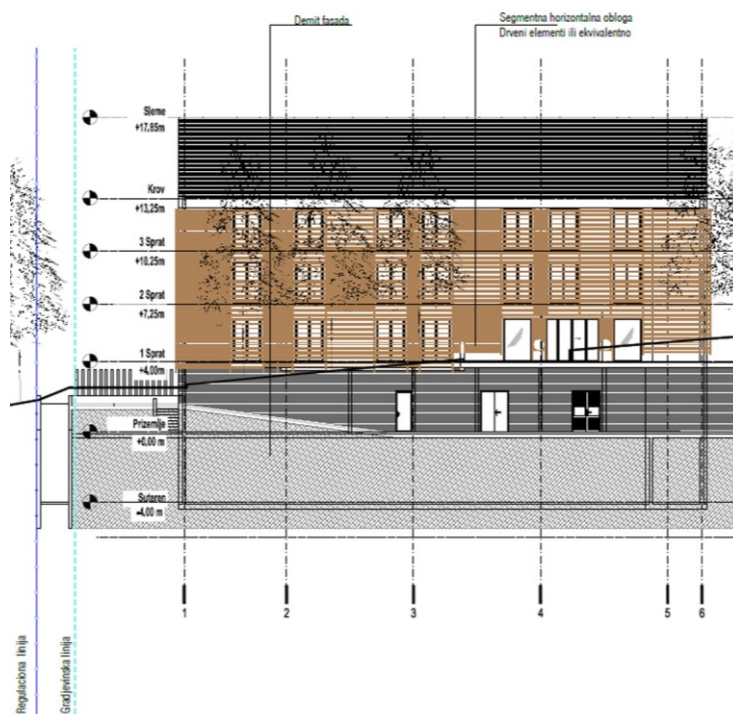 Demit fasada
Segmentna horizontalna obloga
Drveni elementi ili ekvivalentno
Sleme
+17,85m
Krov
+13,25m
3 Sprat
+10,25m
2 Sprat
+7,25m
1 Sprat
+4,00m
Prizemlje
+0,00 m
Suteren
-4,00 m
1
2
3
4
5
6
Regulaciona linija
Gradjevinska linija